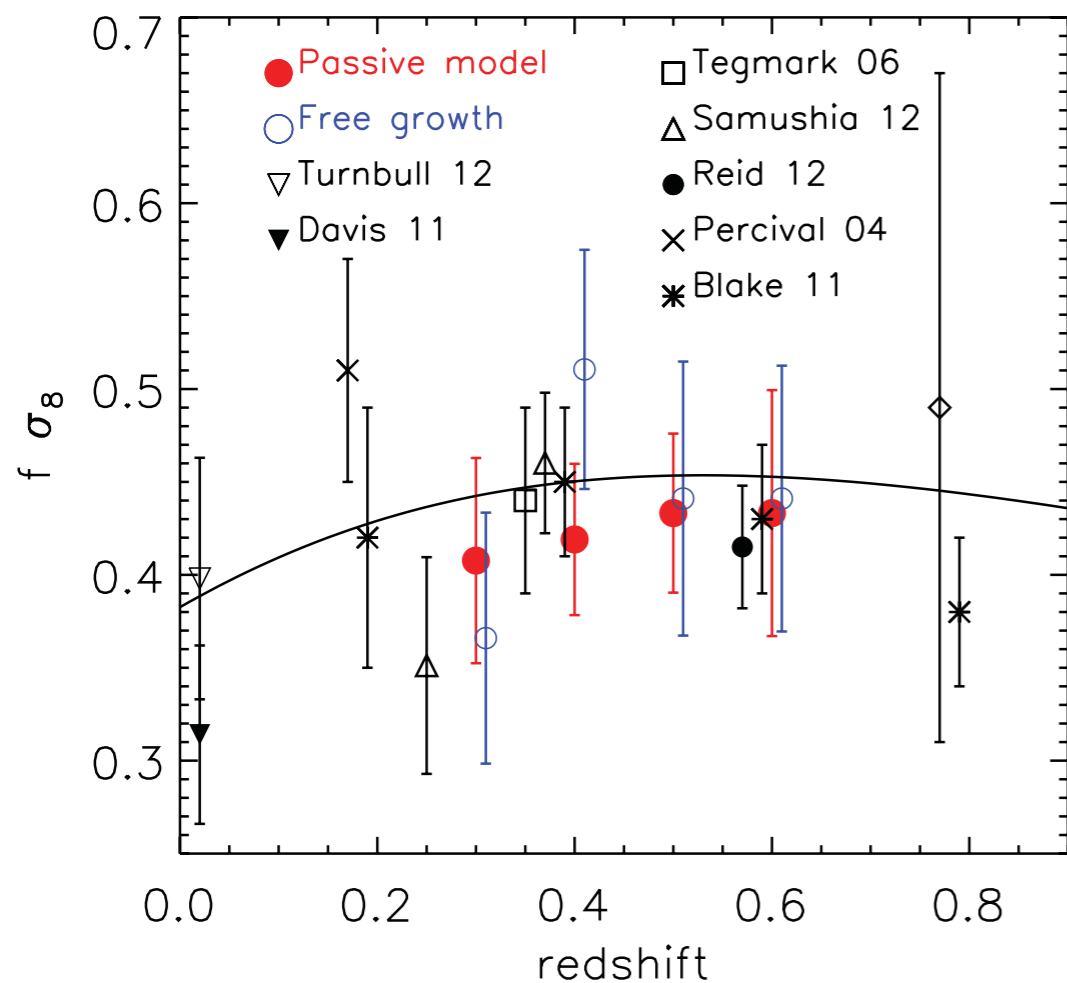 0.7
0.6
0.5
0.4
0.3
f σ8
Passive model
Free growth
Turnbull 12
Davis 11
Tegmark 06
Samushia 12
Reid 12
Percival 04
Blake 11
0.0 0.2 0.4 0.6 0.8
redshift